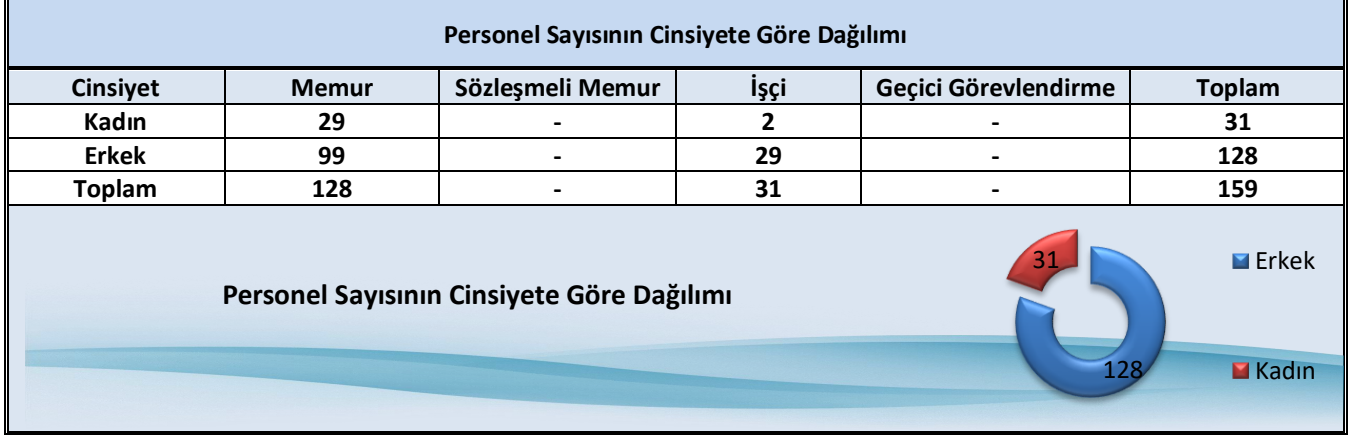 Personel Sayısının Cinsiyete Göre Dağılımı
Cinsiyet Memur Sözleşmeli Memur İşçi Geçici Görevlendirme Toplam
Kadın 29 - 2 - 31
Erkek 99 - 29 - 128
Toplam 128 - 31 - 159
Personel Sayısının Cinsiyete Göre Dağılımı
31
128
Erkek
Kadın